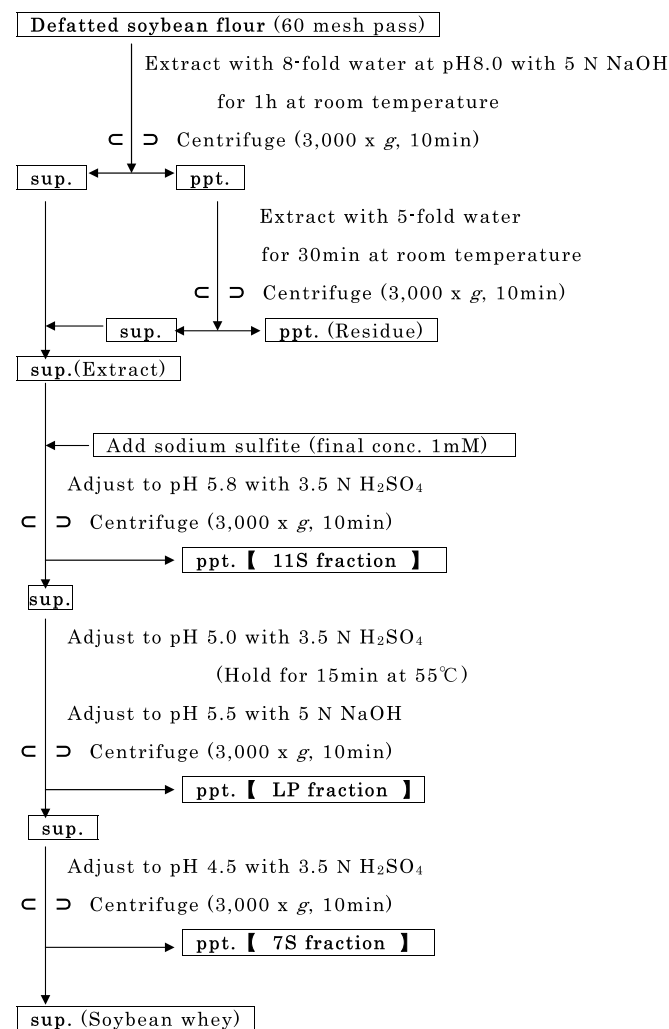 Defatted soybean flour (60 mesh pass)
Extract with 8-fold water at pH8.0 with 5 N NaOH
for 1h at room temperature
⊂ ⊃ Centrifuge (3,000 x g, 10min)
sup. ppt.
Extract with 5-fold water
for 30min at room temperature
⊂ ⊃ Centrifuge (3,000 x g, 10min)
sup. ppt. (Residue)
sup.(Extract)
Add sodium sulfite (final conc. 1mM)
Adjust to pH 5.8 with 3.5 N H₂SO₄
⊂ ⊃ Centrifuge (3,000 x g, 10min)
ppt.【 11S fraction 】
sup.
Adjust to pH 5.0 with 3.5 N H₂SO₄
(Hold for 15min at 55℃)
Adjust to pH 5.5 with 5 N NaOH
⊂ ⊃ Centrifuge (3,000 x g, 10min)
ppt.【 LP fraction 】
sup.
Adjust to pH 4.5 with 3.5 N H₂SO₄
⊂ ⊃ Centrifuge (3,000 x g, 10min)
ppt.【 7S fraction 】
sup. (Soybean whey)